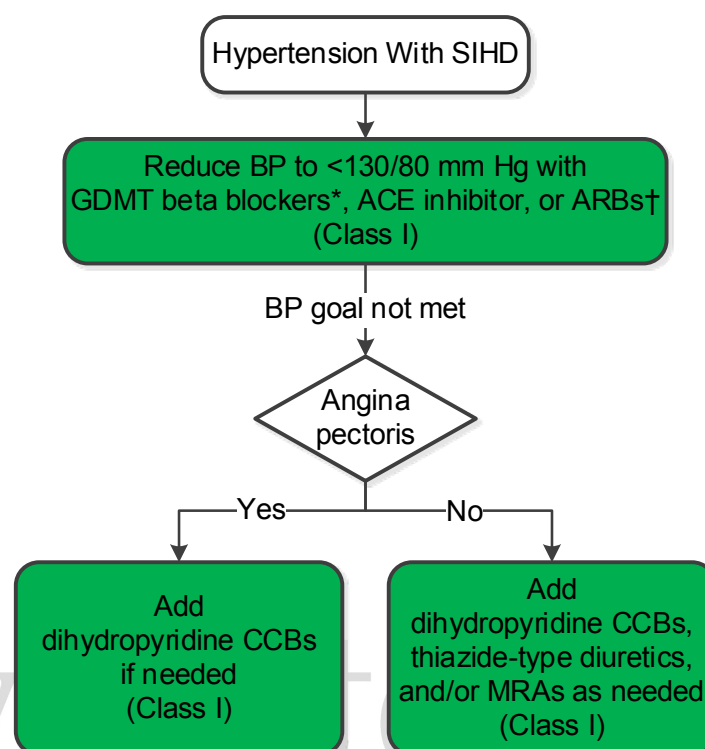 Hypertension With SIHD
Reduce BP to <130/80 mm Hg with
GDMT beta blockers*, ACE inhibitor, or ARBs†
(Class I)
BP goal not met
Angina
pectoris
Yes
No
Add
dihydropyridine CCBs
if needed
(Class I)
Add
dihydropyridine CCBs,
thiazide-type diuretics,
and/or MRAs as needed
(Class I)